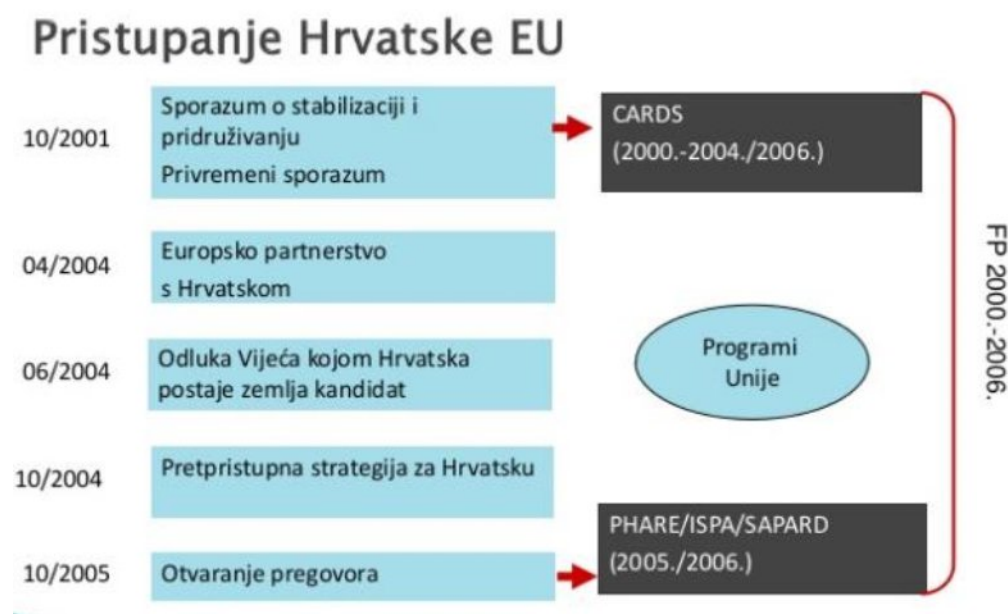 Pristupanje Hrvatske EU
10/2001
Sporazum o stabilizaciji i
pridruživanju
Privremeni sporazum
CARDS
(2000.-2004./2006.)
04/2004
Europsko partnerstvo
s Hrvatskom
06/2004
Odluka Vijeća kojom Hrvatska
postaje zemlja kandidat
Programi
Unije
10/2004
Pretpristupna strategija za Hrvatsku
10/2005
Otvaranje pregovora
PHARE/ISPA/SAPARD
(2005./2006.)
FP 2000.-2006.